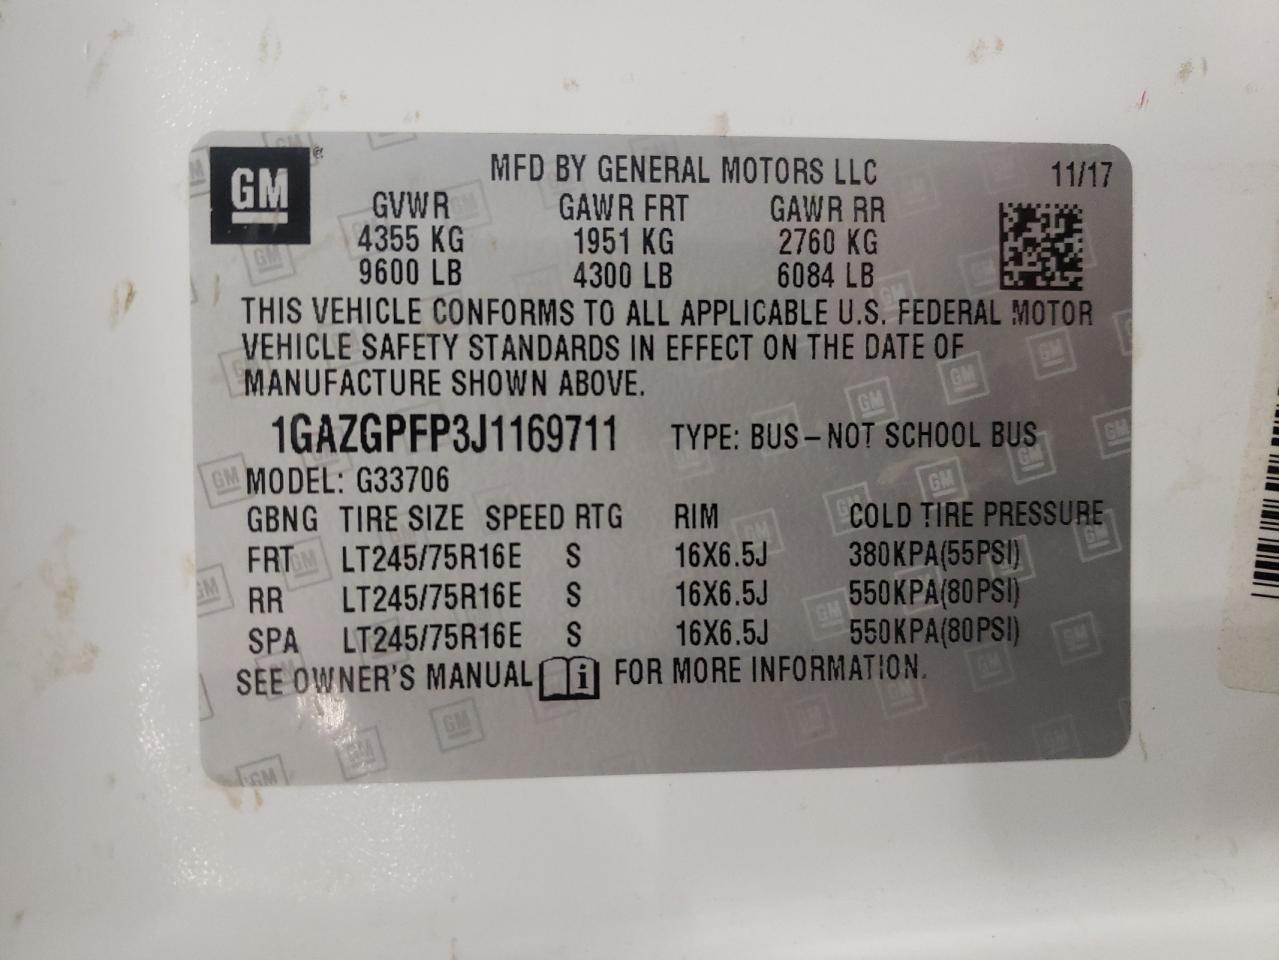 GM
MFD BY GENERAL MOTORS LLC 11/17
GVWR GAWR FRT GAWR RR
4355 KG 1951 KG 2760 KG
9600 LB 4300 LB 6084 LB
THIS VEHICLE CONFORMS TO ALL APPLICABLE U.S. FEDERAL MOTOR
VEHICLE SAFETY STANDARDS IN EFFECT ON THE DATE OF
MANUFACTURE SHOWN ABOVE.
1GAZGPFP3J1169711 TYPE: BUS – NOT SCHOOL BUS
MODEL: G33706
GBNG TIRE SIZE SPEED RTG RIM COLD TIRE PRESSURE
FRT LT245/75R16E S 16X6.5J 380KPA(55PSI)
RR LT245/75R16E S 16X6.5J 550KPA(80PSI)
SPA LT245/75R16E S 16X6.5J 550KPA(80PSI)
SEE OWNER'S MANUAL i FOR MORE INFORMATION.